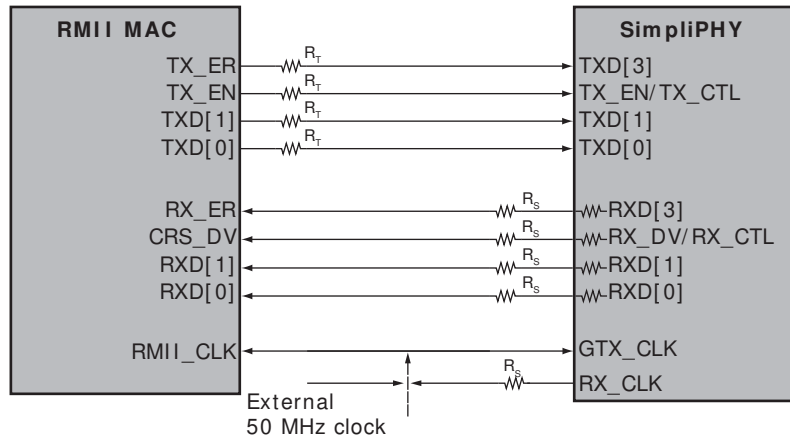 RMII MAC SimpliPHY
TX_ER R_T TXD[3]
TX_EN R_T TX_EN/TX_CTL
TXD[1] R_T TXD[1]
TXD[0] R_T TXD[0]
RX_ER R_S RXD[3]
CRS_DV R_S RX_DV/RX_CTL
RXD[1] R_S RXD[1]
RXD[0] R_S RXD[0]
RMII_CLK GTX_CLK
R_S RX_CLK
External
50 MHz clock